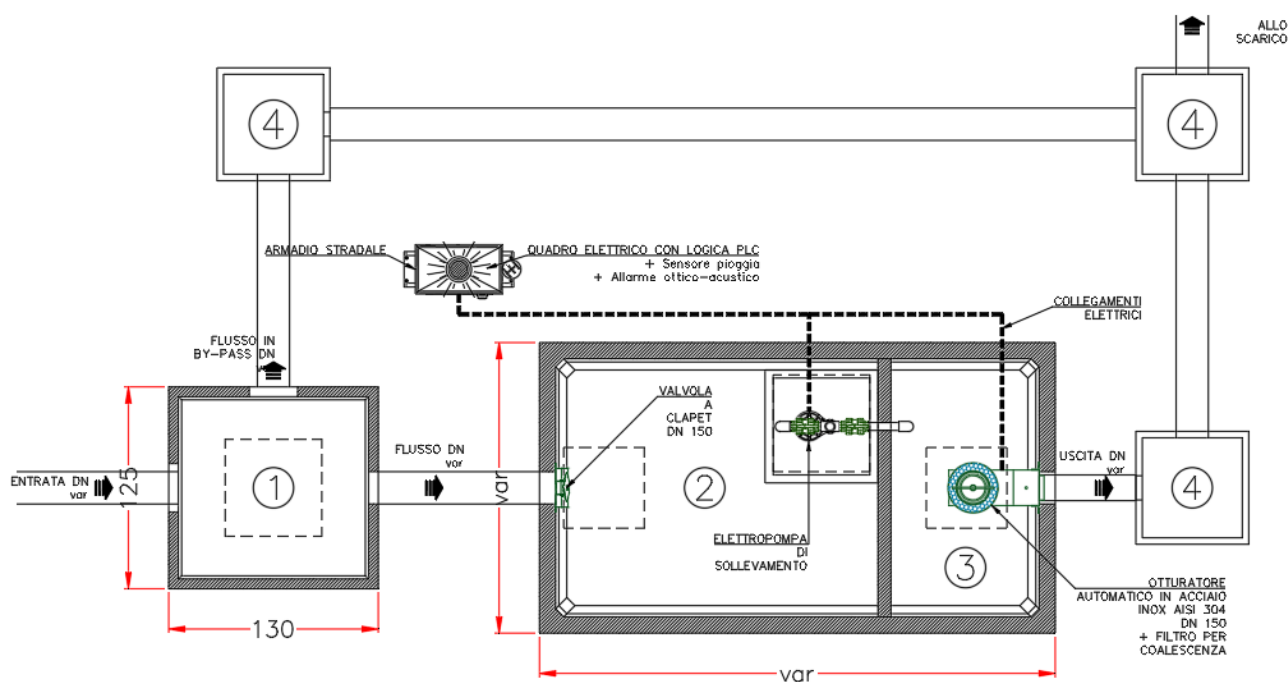 ALLO
SCARICO
4
4
ARMADIO STRADALE
QUADRO ELETTRICO CON LOGICA PLC
+ Sensore pioggia
+ Allarme ottico-acustico
COLLEGAMENTI
ELETTRICI
FLUSSO IN
BY-PASS DN
VALVOLA
A
CLAPET
DN 150
FLUSSO DN
var
ENTRATA DN
var
125
1
var
2
USCITA DN
var
4
ELETTROPOMPA
DI
SOLLEVAMENTO
3
OTTURATORE
AUTOMATICO IN ACCIAIO
INOX AISI 304
DN 150
+ FILTRO PER
COALESCENZA
130
var